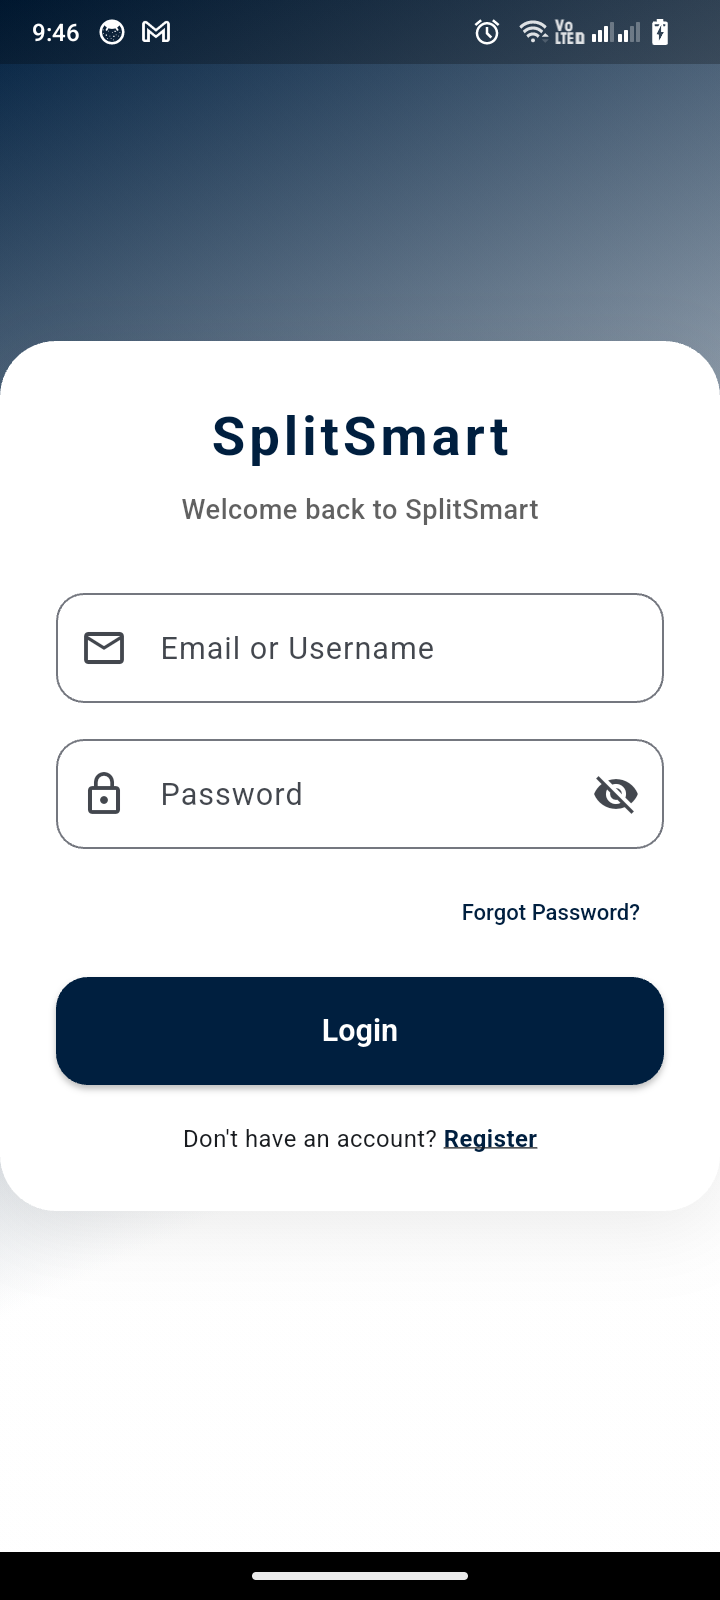 9:46
Vo
LTE
SplitSmart
Welcome back to SplitSmart
Email or Username
Password
Forgot Password?
Login
Don't have an account? Register